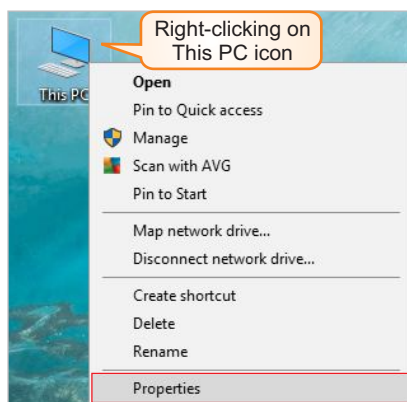 Right-clicking on
This PC icon
This PC
Open
Pin to Quick access
Manage
Scan with AVG
Pin to Start
Map network drive...
Disconnect network drive...
Create shortcut
Delete
Rename
Properties